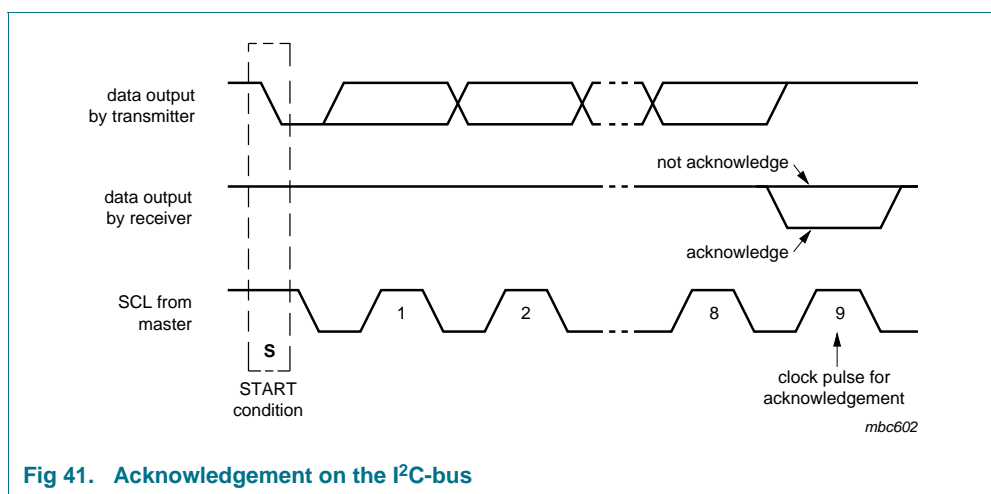 data output
by transmitter
not acknowledge
data output
by receiver
acknowledge
SCL from
master
1
2
8
9
S
START
condition
clock pulse for
acknowledgement
mbc602
Fig 41. Acknowledgement on the I²C-bus